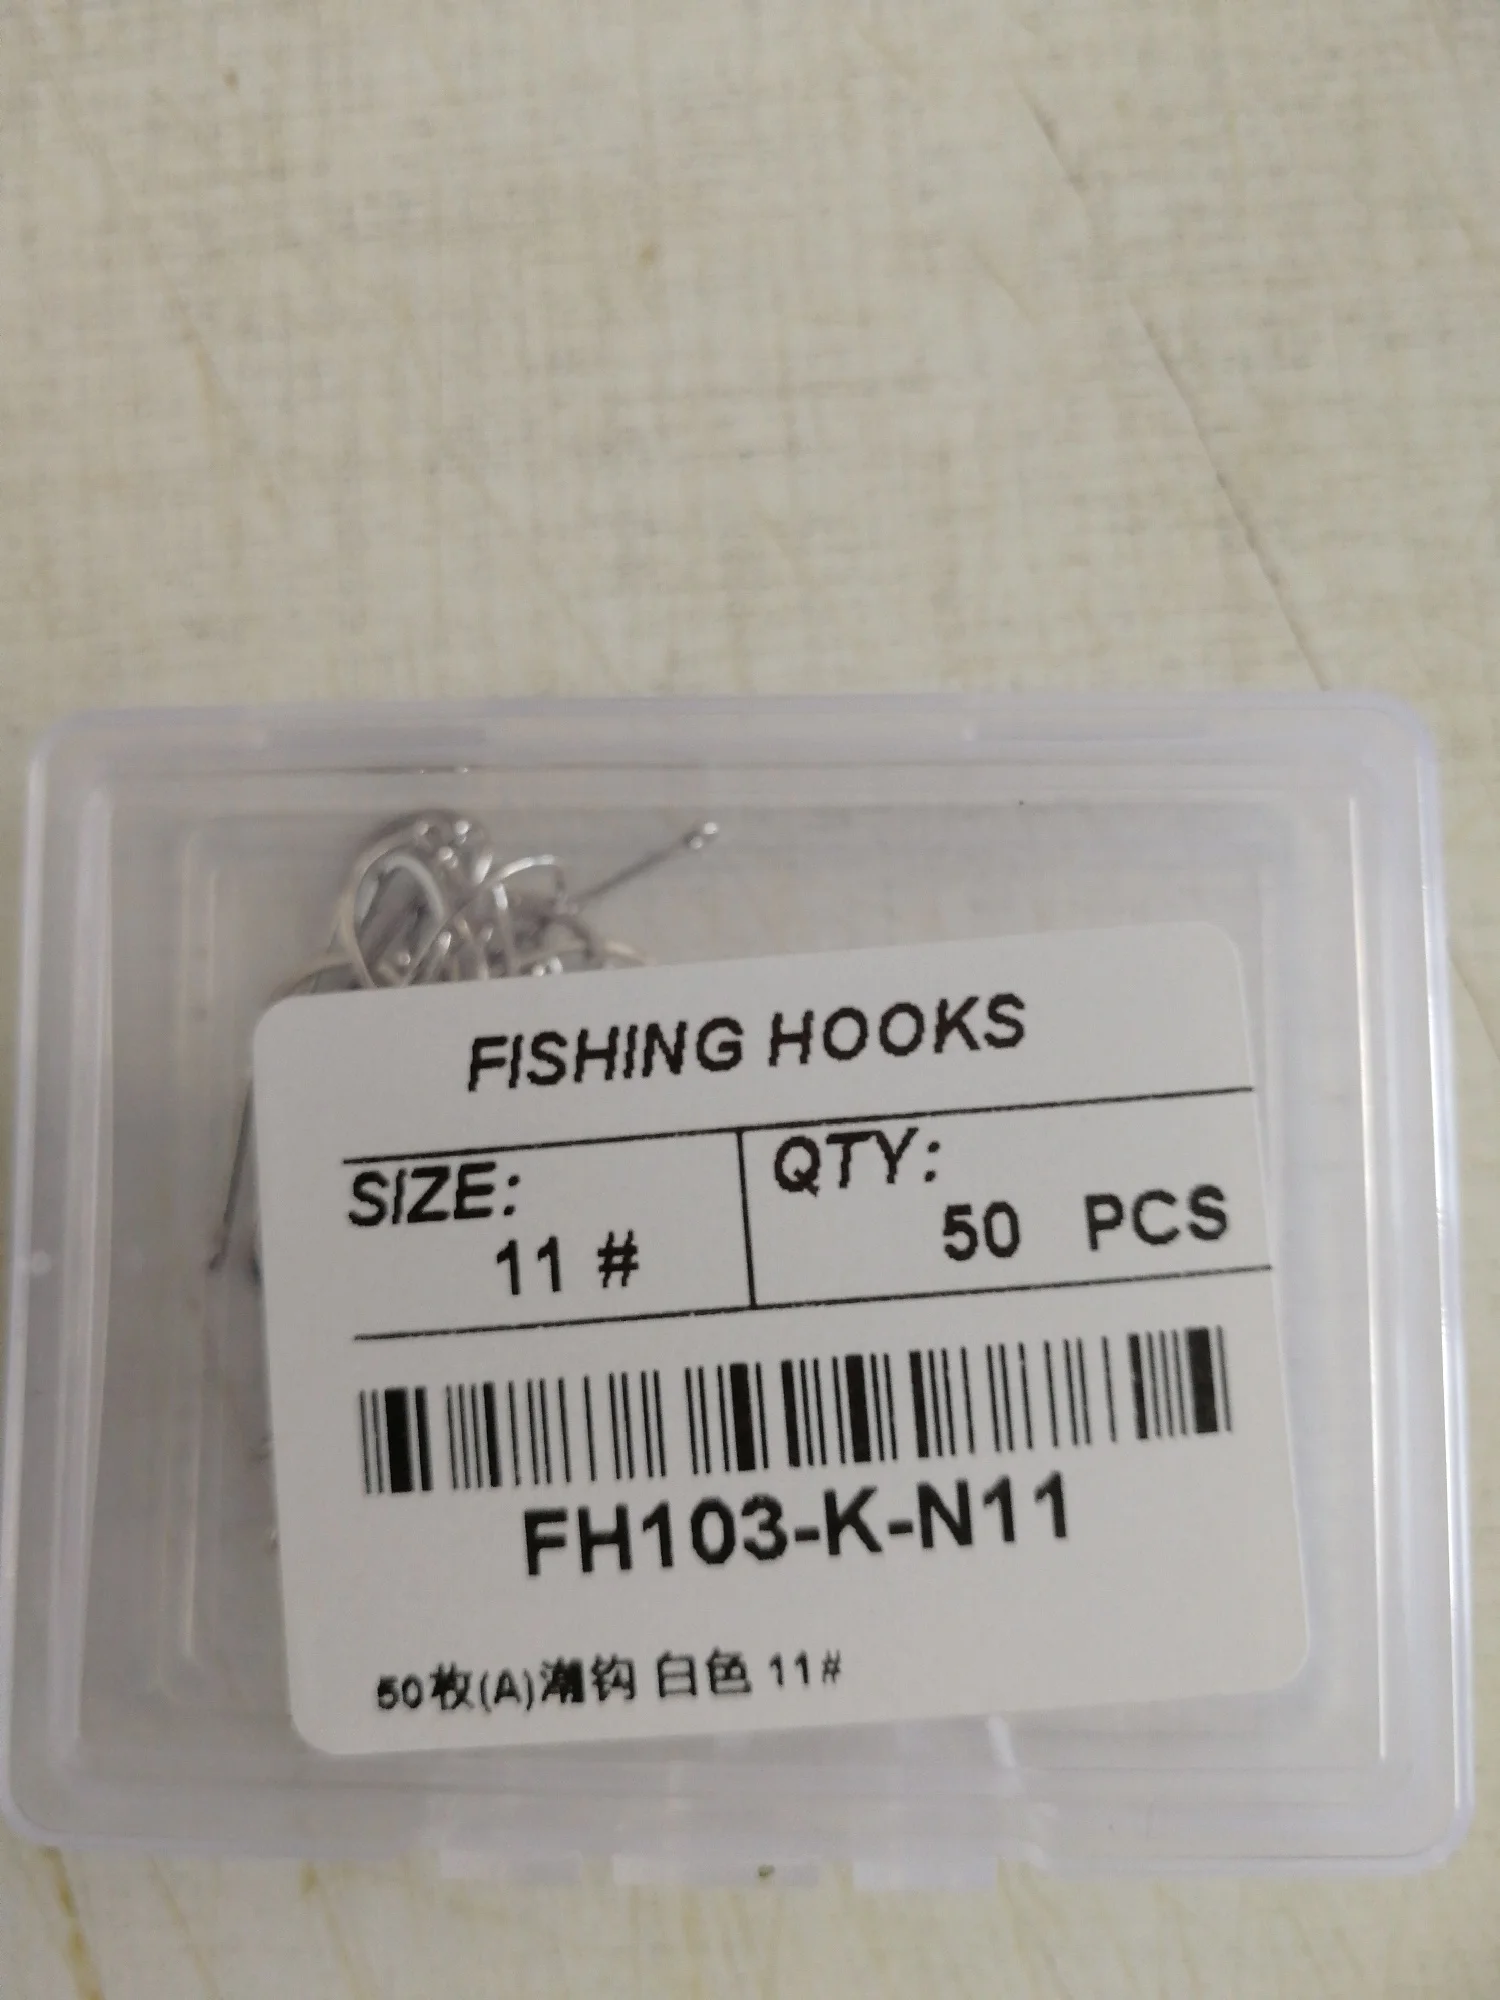 FISHING HOOKS
SIZE:
11 #
QTY:
50 PCS
FH103-K-N11
50枚(A)潮钩 白色 11#